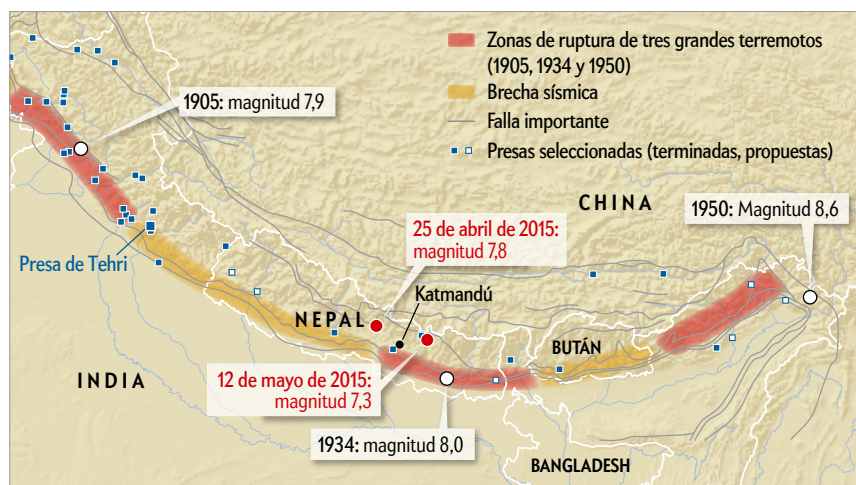 Zonas de ruptura de tres grandes terremotos
(1905, 1934 y 1950)
Brecha sísmica
Falla importante
Presas seleccionadas (terminadas, propuestas)
1905: magnitud 7,9
CHINA
1950: Magnitud 8,6
25 de abril de 2015:
magnitud 7,8
Presa de Tehri
Katmandú
NEPAL
BUTÁN
INDIA
12 de mayo de 2015:
magnitud 7,3
1934: magnitud 8,0
BANGLADESH